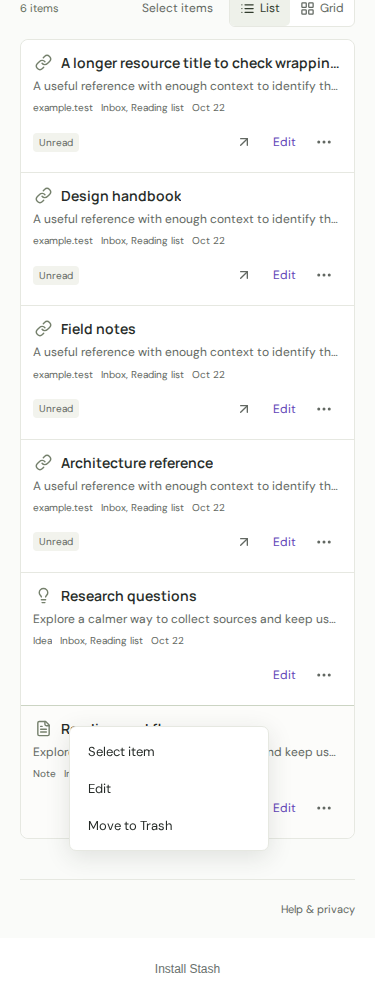 6 items Select items List Grid
A longer resource title to check wrappin…
A useful reference with enough context to identify th…
example.test Inbox, Reading list Oct 22
Unread Edit
Design handbook
A useful reference with enough context to identify th…
example.test Inbox, Reading list Oct 22
Unread Edit
Field notes
A useful reference with enough context to identify th…
example.test Inbox, Reading list Oct 22
Unread Edit
Architecture reference
A useful reference with enough context to identify th…
example.test Inbox, Reading list Oct 22
Unread Edit
Research questions
Explore a calmer way to collect sources and keep us…
Idea Inbox, Reading list Oct 22
Edit
nd keep us…
Note
Edit
Select item
Edit
Move to Trash
Help & privacy
Install Stash